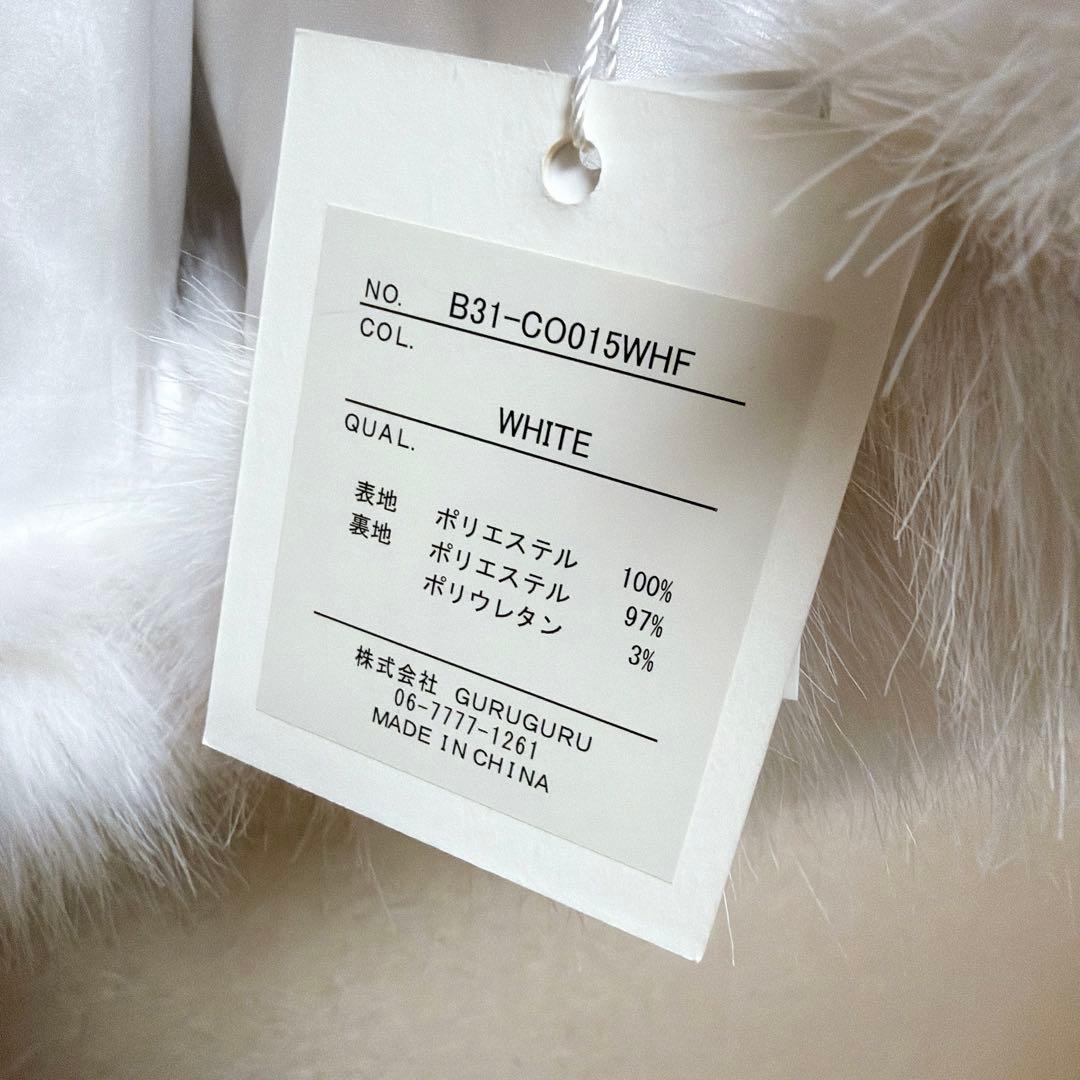 NO. B31-CO015WHF
COL.
WHITE
QUAL.
表地 ポリエステル 100%
裏地 ポリエステル 97%
ポリウレタン 3%
株式会社 GURUGURU
06-7777-1261
MADE IN CHINA